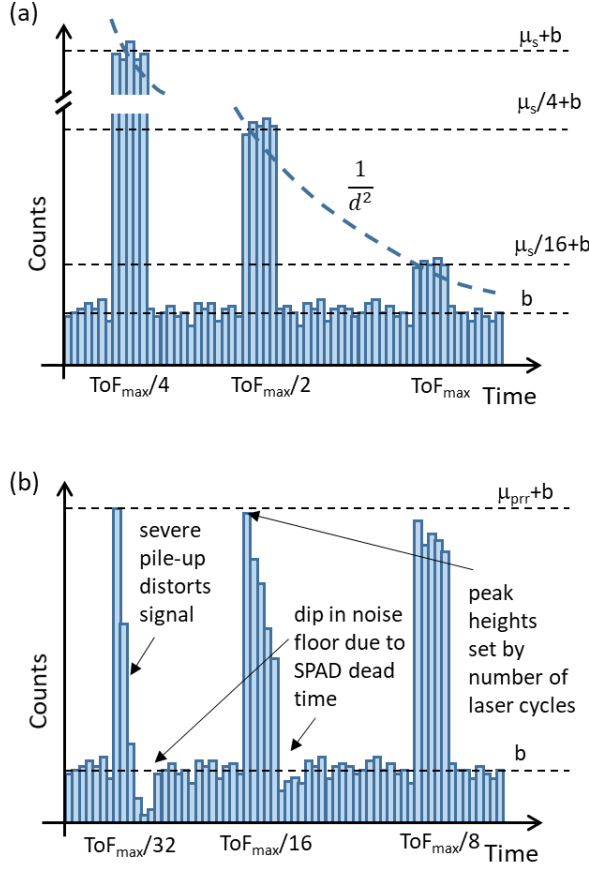 (a)
μs+b
μs/4+b
1
d²
Counts
μs/16+b
b
ToFmax/4
ToFmax/2
ToFmax
Time
(b)
μprr+b
severe
pile-up
distorts
signal
dip in noise
floor due to
SPAD dead
time
peak
heights
set by
number of
laser cycles
Counts
b
ToFmax/32
ToFmax/16
ToFmax/8
Time